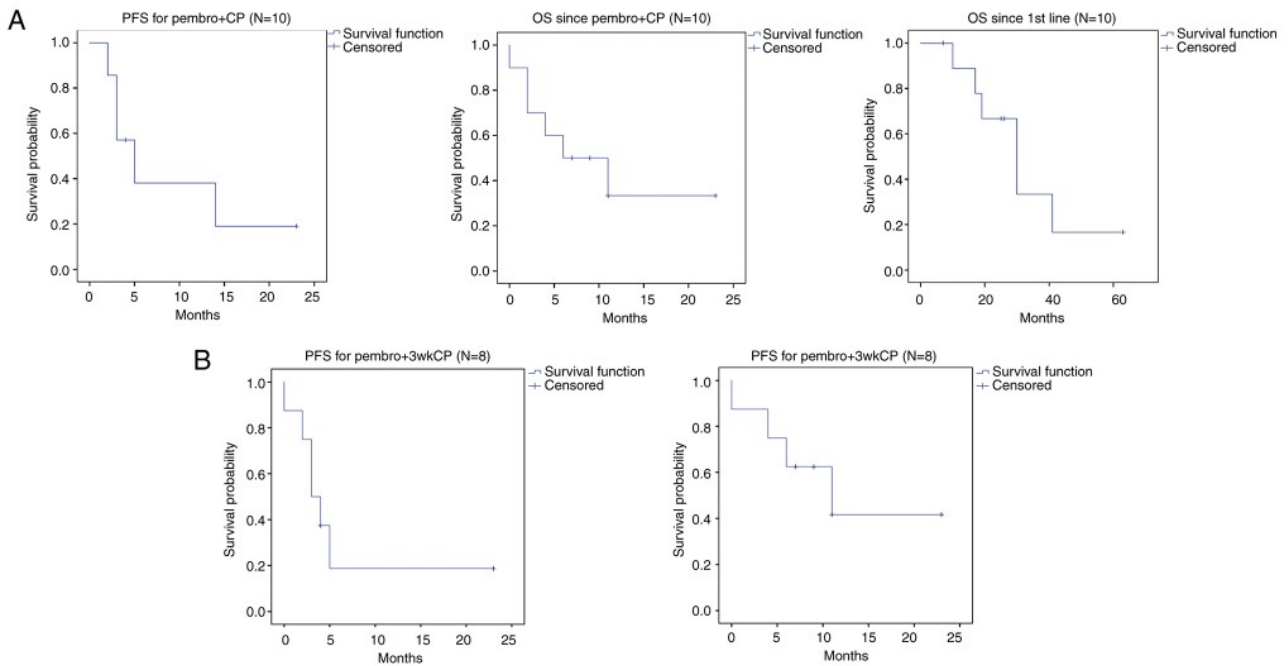 A
PFS for pembro+CP (N=10)
Survival function
Censored
1.0
0.8
0.6
0.4
0.2
0.0
Survival probability
0 5 10 15 20 25
Months
OS since pembro+CP (N=10)
Survival function
Censored
1.0
0.8
0.6
0.4
0.2
0.0
Survival probability
0 5 10 15 20 25
Months
OS since 1st line (N=10)
Survival function
Censored
1.0
0.8
0.6
0.4
0.2
0.0
Survival probability
0 20 40 60
Months
B
PFS for pembro+3wkCP (N=8)
Survival function
Censored
1.0
0.8
0.6
0.4
0.2
0.0
Survival probability
0 5 10 15 20 25
Months
PFS for pembro+3wkCP (N=8)
Survival function
Censored
1.0
0.8
0.6
0.4
0.2
0.0
Survival probability
0 5 10 15 20 25
Months